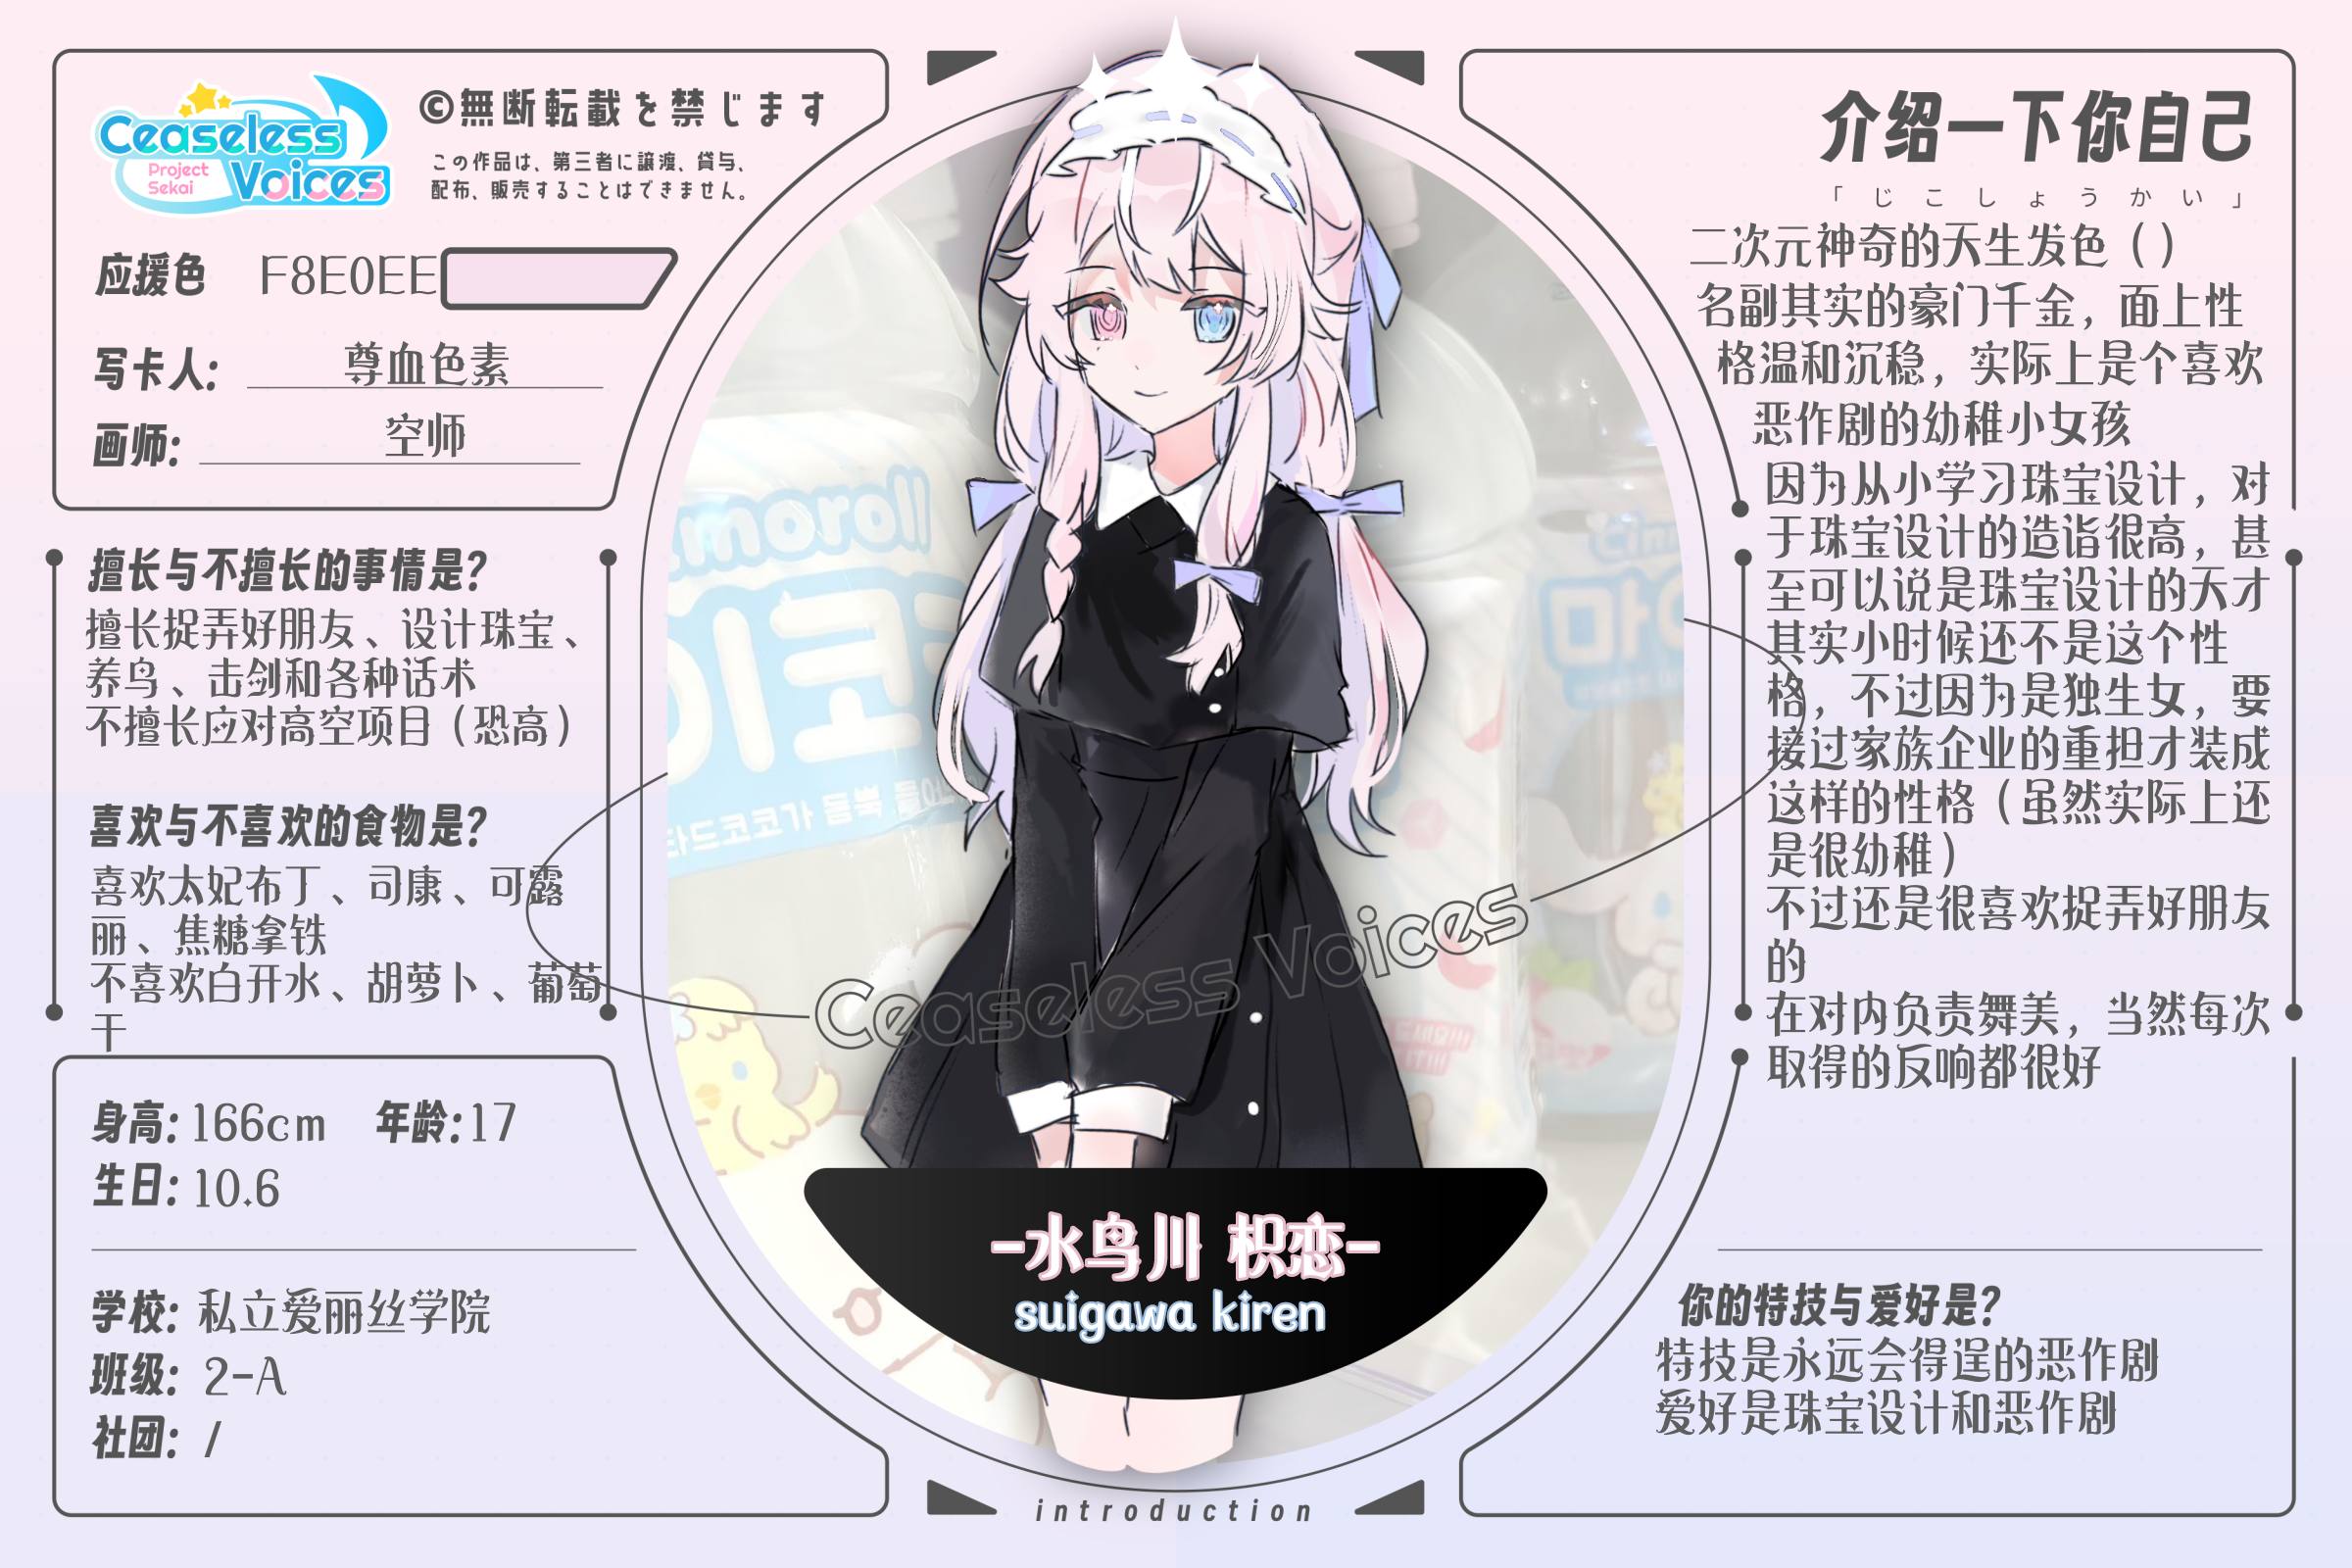 Ceaseless
Voices
Project
Sekai
©無断転載を禁じます
この作品は、第三者に譲渡、貸与、
配布、販売することはできません。
应援色 F8E0EE
写卡人: 尊血色素
画师: 空师
擅长与不擅长的事情是?
擅长捉弄好朋友、设计珠宝、
养鸟、击剑和各种话术
不擅长应对高空项目（恐高）
喜欢与不喜欢的食物是?
喜欢太妃布丁、司康、可露
丽、焦糖拿铁
不喜欢白开水、胡萝卜、葡萄
干
身高: 166cm 年龄: 17
生日: 10.6
学校: 私立爱丽丝学院
班级: 2-A
社团: /
moroll
이코
타드코코가 듬뿍
Ceaseless Voices
-水鸟川 枳恋-
suigawa kiren
introduction
介绍一下你自己
「じこしょうかい」
二次元神奇的天生发色（）
名副其实的豪门千金，面上性
格温和沉稳，实际上是个喜欢
恶作剧的幼稚小女孩
因为从小学习珠宝设计，对
于珠宝设计的造诣很高，甚
至可以说是珠宝设计的天才
其实小时候还不是这个性
格，不过因为是独生女，要
接过家族企业的重担才装成
这样的性格（虽然实际上还
是很幼稚）
不过还是很喜欢捉弄好朋友
的
在对内负责舞美，当然每次
取得的反响都很好
你的特技与爱好是?
特技是永远会得逞的恶作剧
爱好是珠宝设计和恶作剧